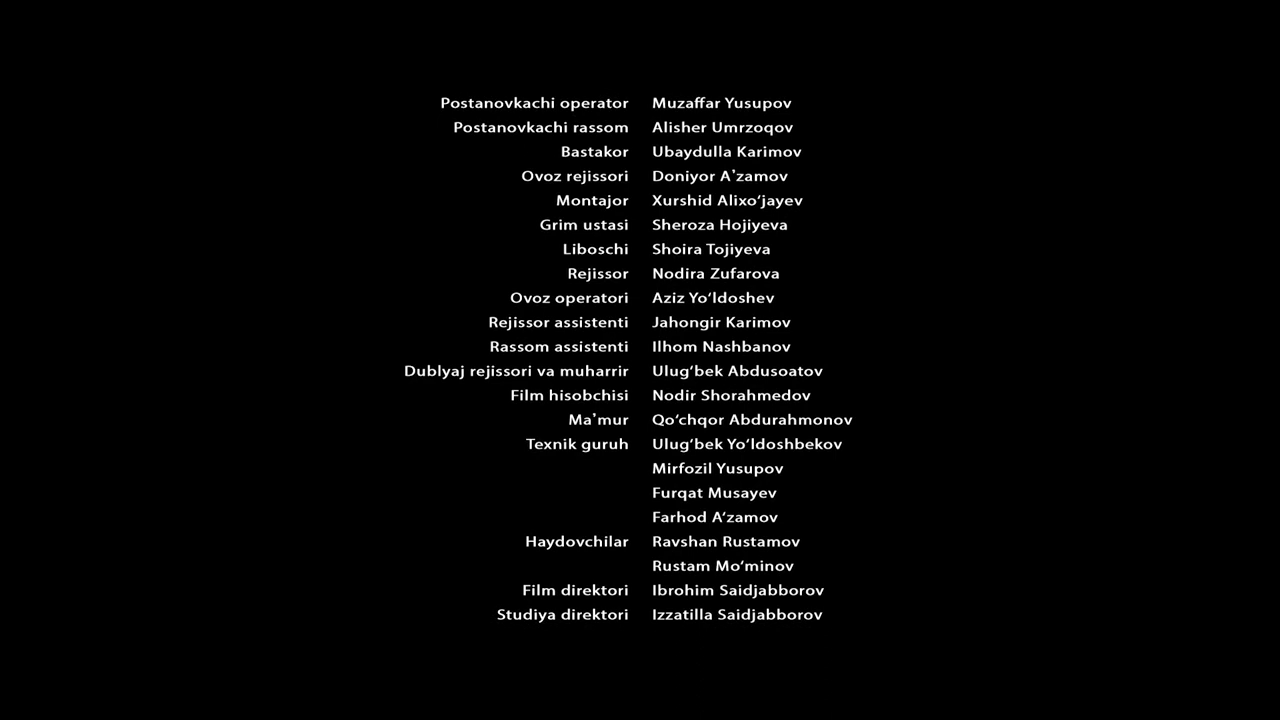 Postanovkachi operator Muzaffar Yusupov
Postanovkachi rassom Alisher Umrzoqov
Bastakor Ubaydulla Karimov
Ovoz rejissori Doniyor A’zamov
Montajor Xurshid Alixo‘jayev
Grim ustasi Sheroza Hojiyeva
Liboschi Shoira Tojiyeva
Rejissor Nodira Zufarova
Ovoz operatori Aziz Yo‘ldoshev
Rejissor assistenti Jahongir Karimov
Rassom assistenti Ilhom Nashbanov
Dublyaj rejissori va muharrir Ulug‘bek Abdusoatov
Film hisobchisi Nodir Shorahmedov
Ma’mur Qo‘chqor Abdurahmonov
Texnik guruh Ulug‘bek Yo‘ldoshbekov
Mirfozil Yusupov
Furqat Musayev
Farhod A‘zamov
Haydovchilar Ravshan Rustamov
Rustam Mo‘minov
Film direktori Ibrohim Saidjabborov
Studiya direktori Izzatilla Saidjabborov